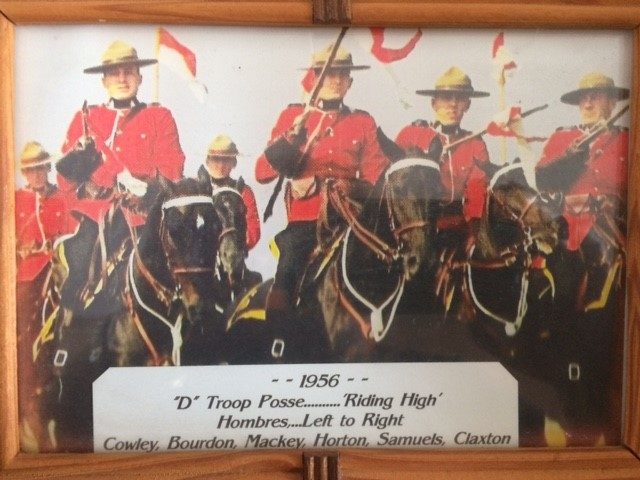 - - 1956 - -
"D" Troop Posse..........'Riding High'
Hombres,...Left to Right
Cowley, Bourdon, Mackey, Horton, Samuels, Claxton